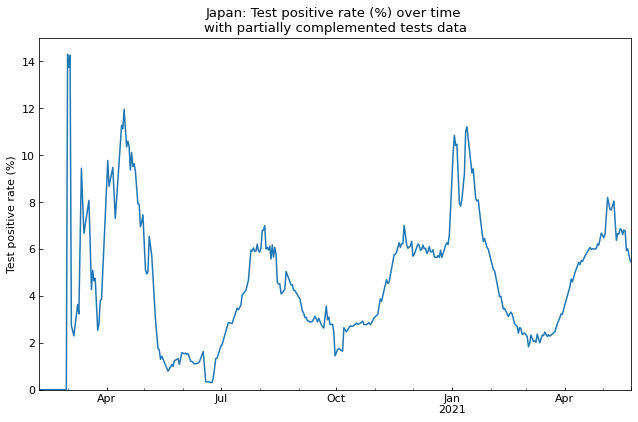 Japan: Test positive rate (%) over time
with partially complemented tests data
Test positive rate (%)
14
12
10
8
6
4
2
0
Apr
Jul
Oct
Jan
2021
Apr